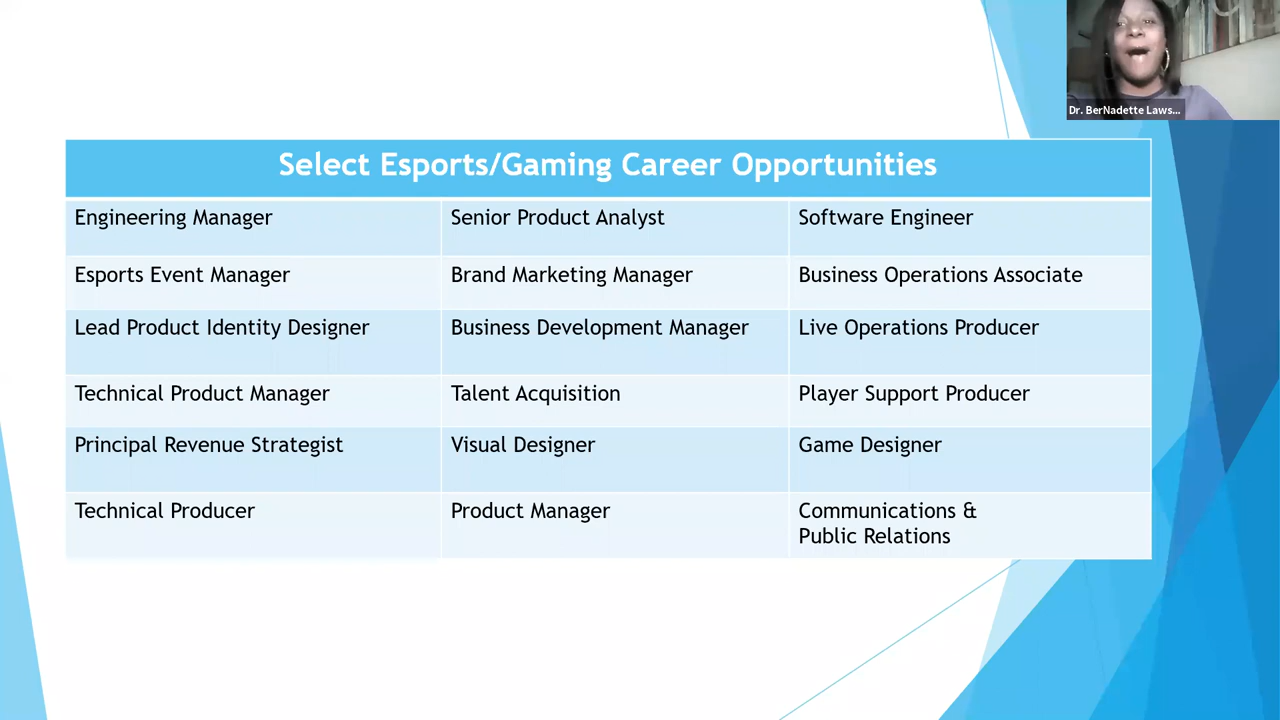 Dr. BerNadette Laws...
Select Esports/Gaming Career Opportunities
Engineering Manager
Senior Product Analyst
Software Engineer
Esports Event Manager
Brand Marketing Manager
Business Operations Associate
Lead Product Identity Designer
Business Development Manager
Live Operations Producer
Technical Product Manager
Talent Acquisition
Player Support Producer
Principal Revenue Strategist
Visual Designer
Game Designer
Technical Producer
Product Manager
Communications &
Public Relations